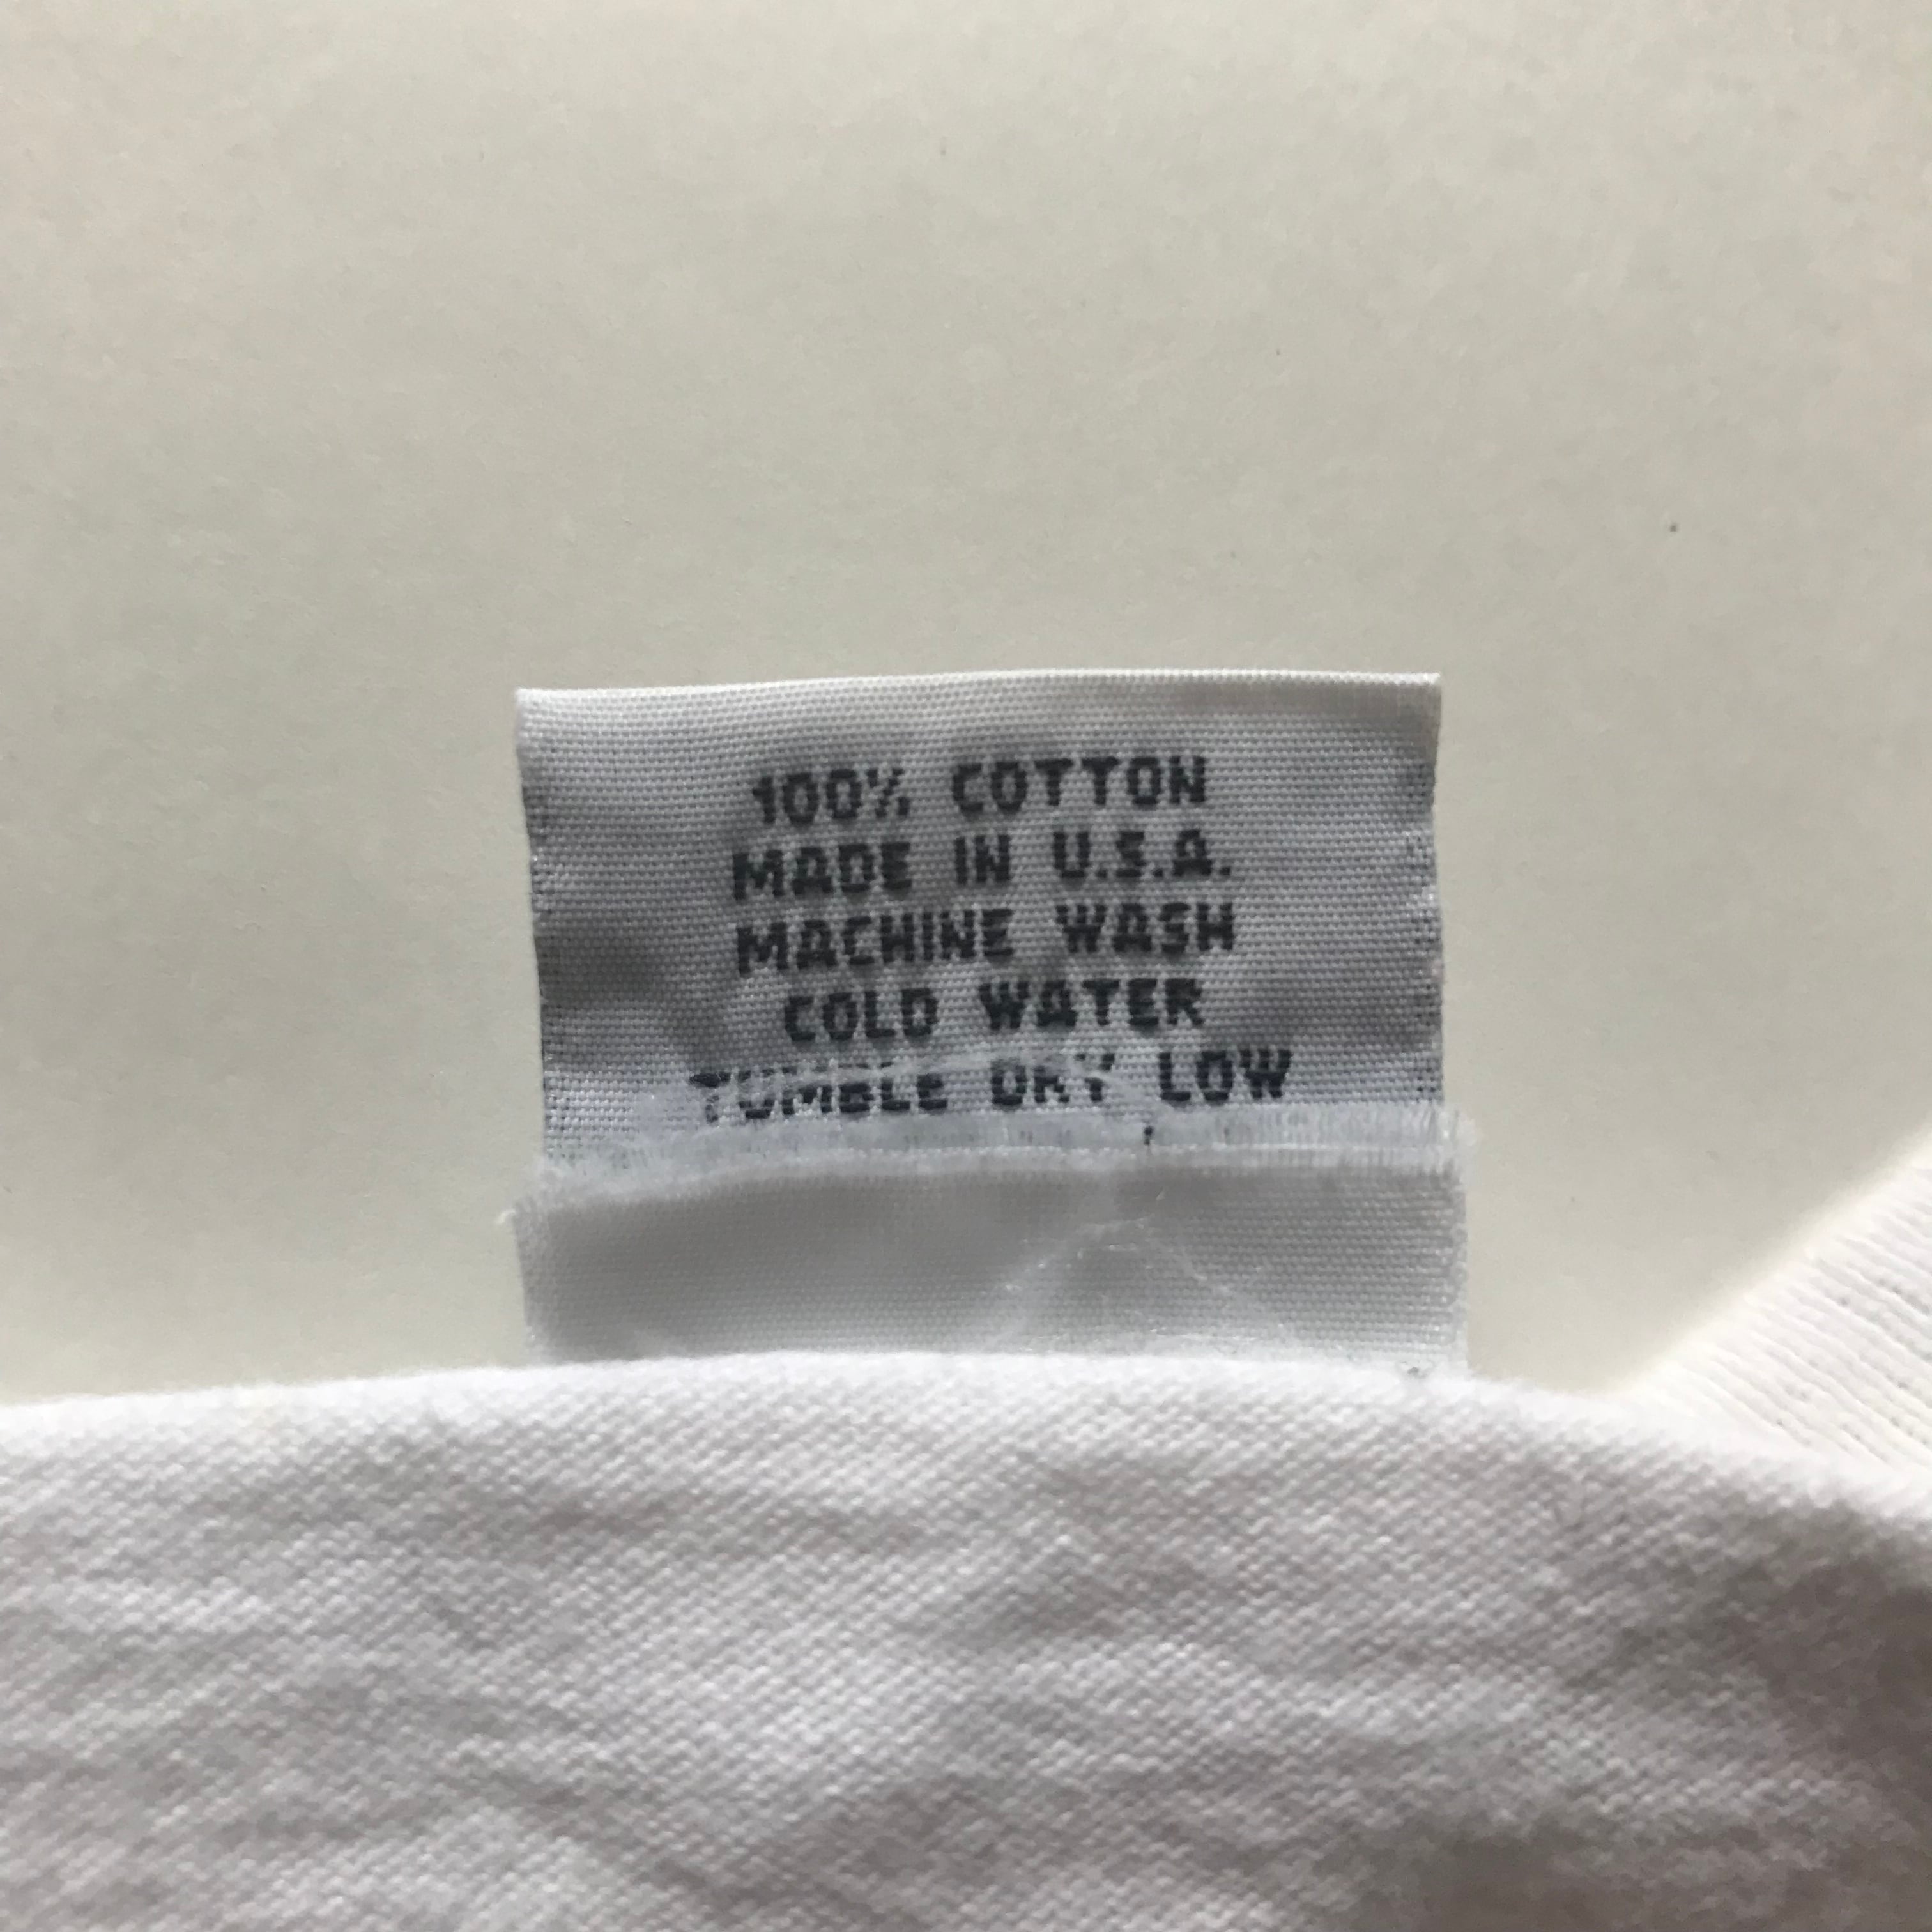 100% COTTON
MADE IN U.S.A.
MACHINE WASH
COLD WATER
TUMBLE DRY LOW